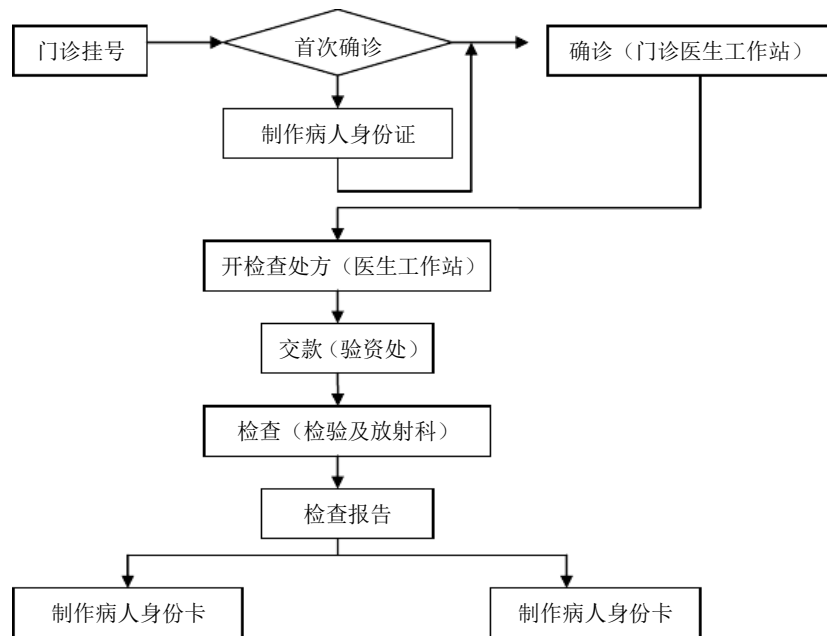 门诊挂号
首次确诊
确诊（门诊医生工作站）
制作病人身份证
开检查处方（医生工作站）
交款（验资处）
检查（检验及放射科）
检查报告
制作病人身份卡
制作病人身份卡